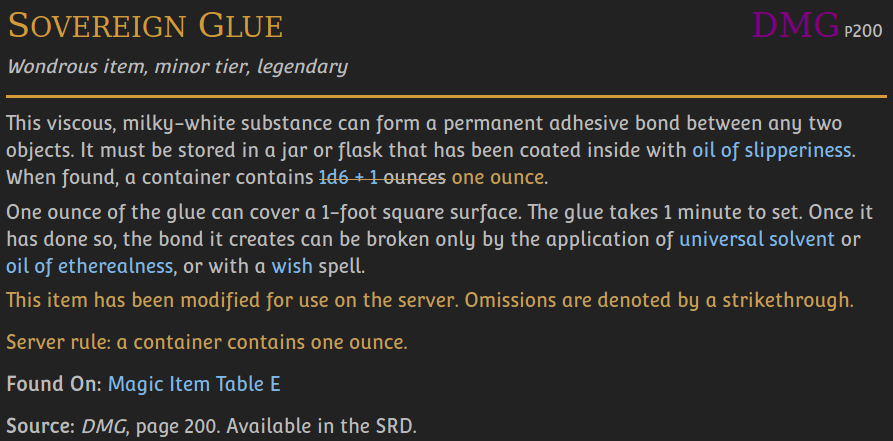 Sovereign Glue DMG P200
Wondrous item, minor tier, legendary
This viscous, milky-white substance can form a permanent adhesive bond between any two
objects. It must be stored in a jar or flask that has been coated inside with oil of slipperiness.
When found, a container contains 1d6 + 1 ounces one ounce.
One ounce of the glue can cover a 1-foot square surface. The glue takes 1 minute to set. Once it
has done so, the bond it creates can be broken only by the application of universal solvent or
oil of etherealness, or with a wish spell.
This item has been modified for use on the server. Omissions are denoted by a strikethrough.
Server rule: a container contains one ounce.
Found On: Magic Item Table E
Source: DMG, page 200. Available in the SRD.